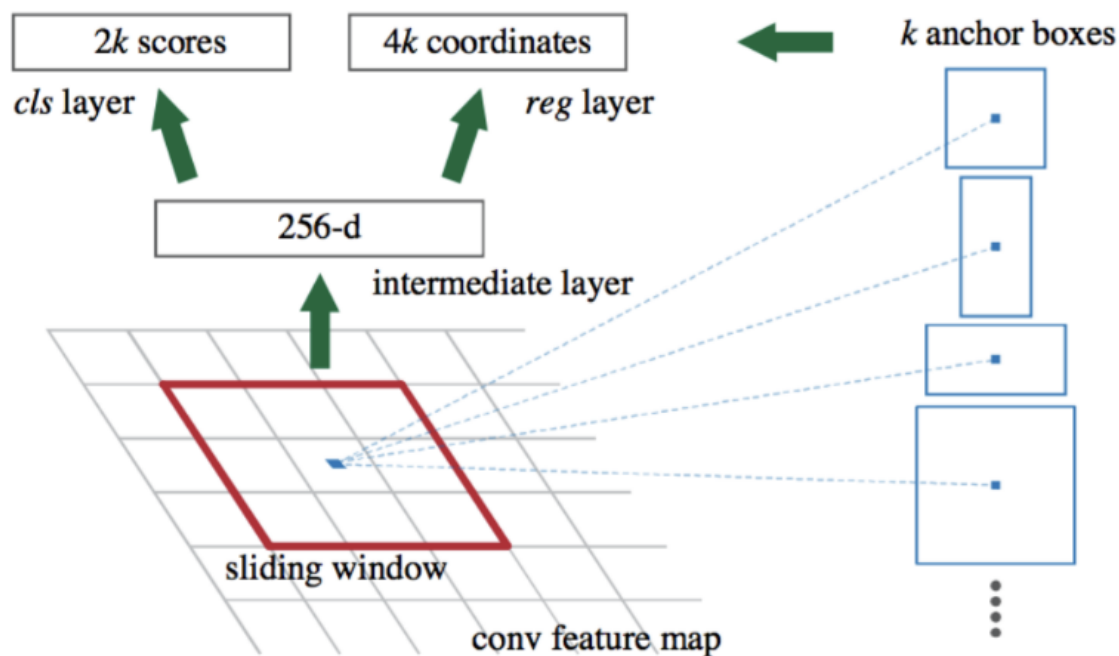 2k scores
4k coordinates
k anchor boxes
cls layer
reg layer
256-d
intermediate layer
sliding window
conv feature map